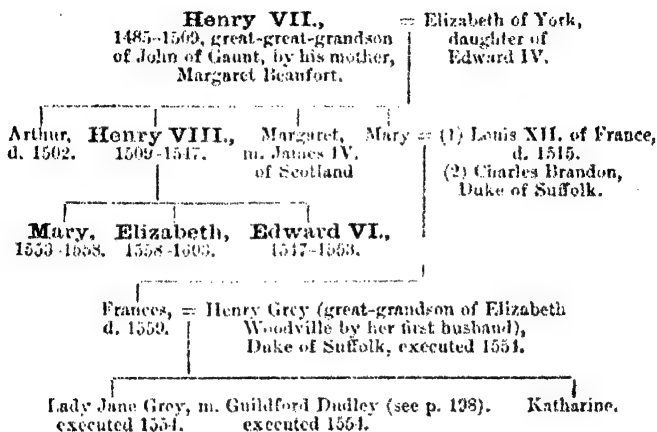 Henry VII., = Elizabeth of York,
1485-1509, great-great-grandson daughter of
of John of Gaunt, by his mother, Edward IV.
Margaret Beaufort.
Arthur, Henry VIII., Margaret, Mary = (1) Louis XII. of France,
d. 1502. 1509-1547. m. James IV. d. 1515.
of Scotland (2) Charles Brandon,
Duke of Suffolk.
Mary, Elizabeth, Edward VI.,
1553-1558. 1558-1603. 1547-1553.
Frances, = Henry Grey (great-grandson of Elizabeth
d. 1559. Woodville by her first husband),
Duke of Suffolk, executed 1554.
Lady Jane Grey, m. Guildford Dudley (see p. 198). Katharine.
executed 1554. executed 1554.